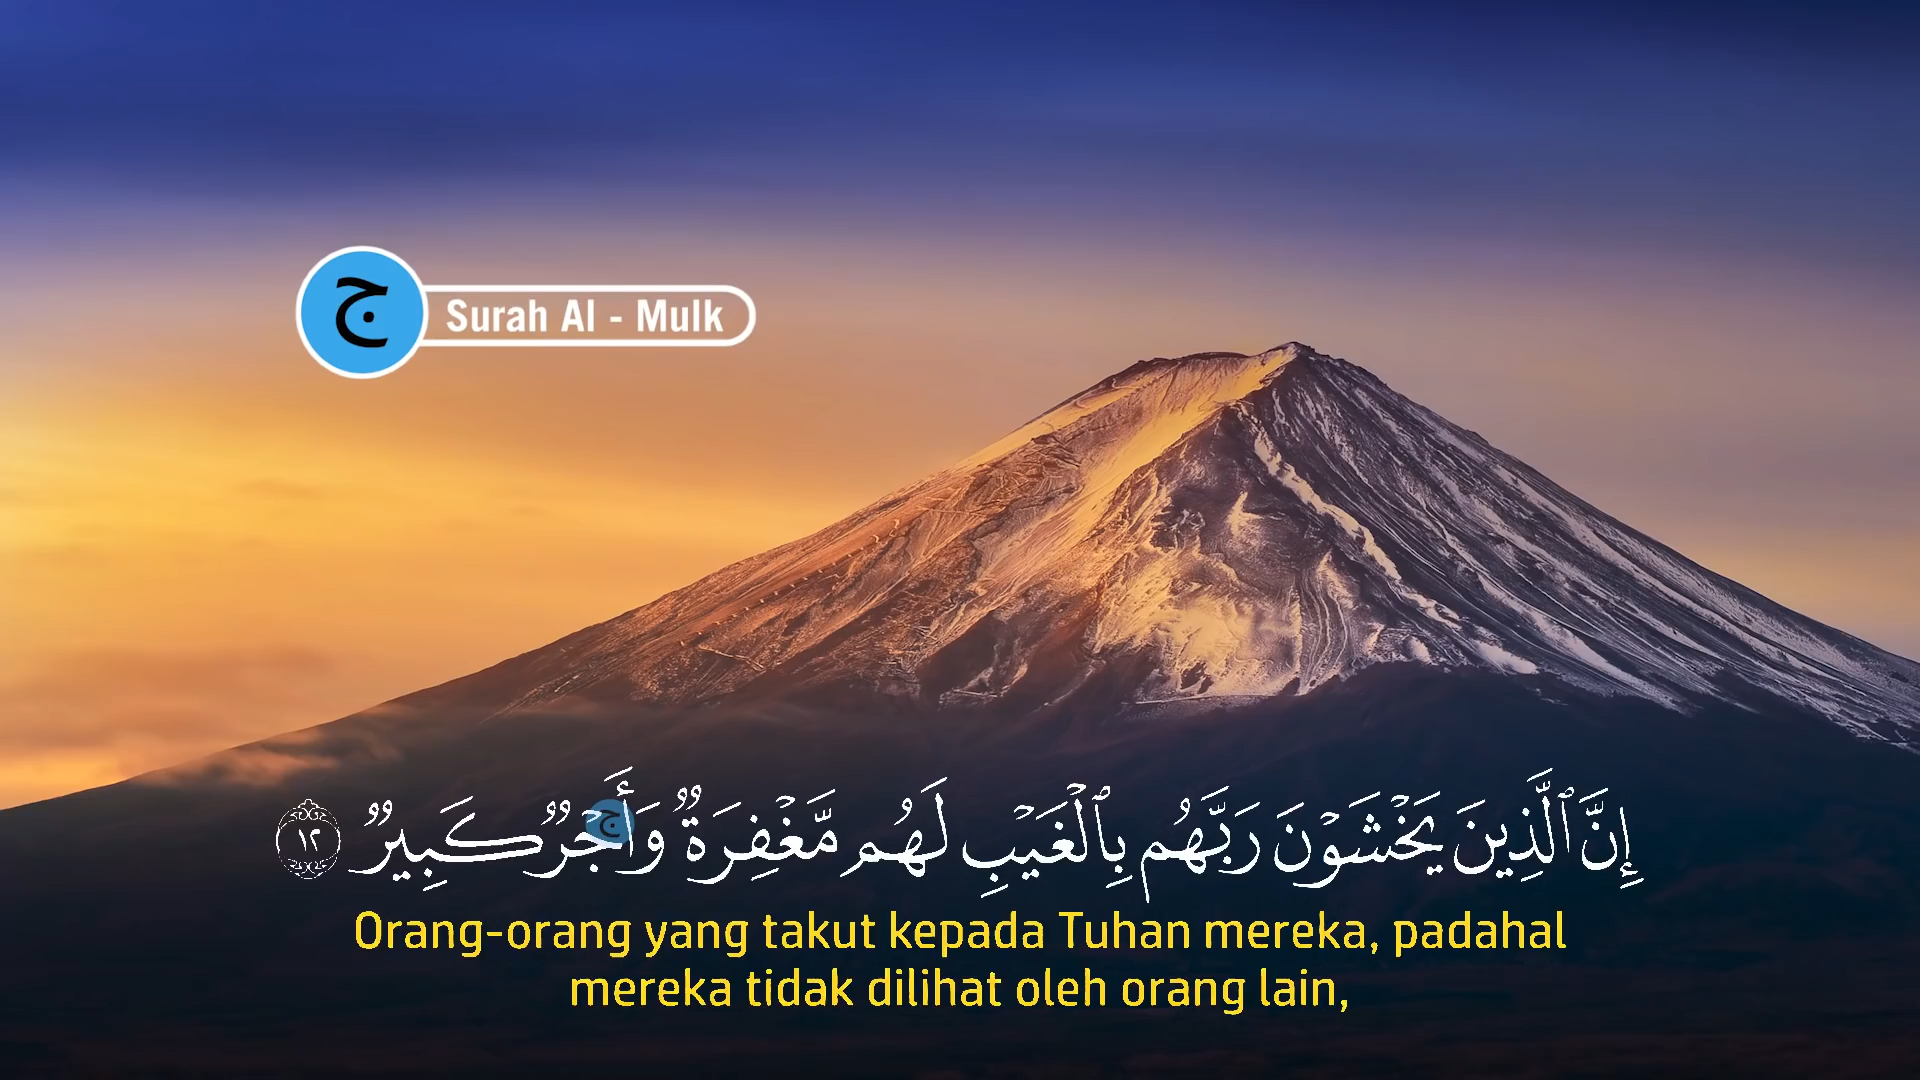 ج
Surah Al - Mulk
إِنَّ ٱلَّذِينَ يَخْشَوْنَ رَبَّهُم بِٱلْغَيْبِ لَهُم مَّغْفِرَةٌ وَأَجْرٌ كَبِيرٌ ١٢
ج
Orang-orang yang takut kepada Tuhan mereka, padahal
mereka tidak dilihat oleh orang lain,